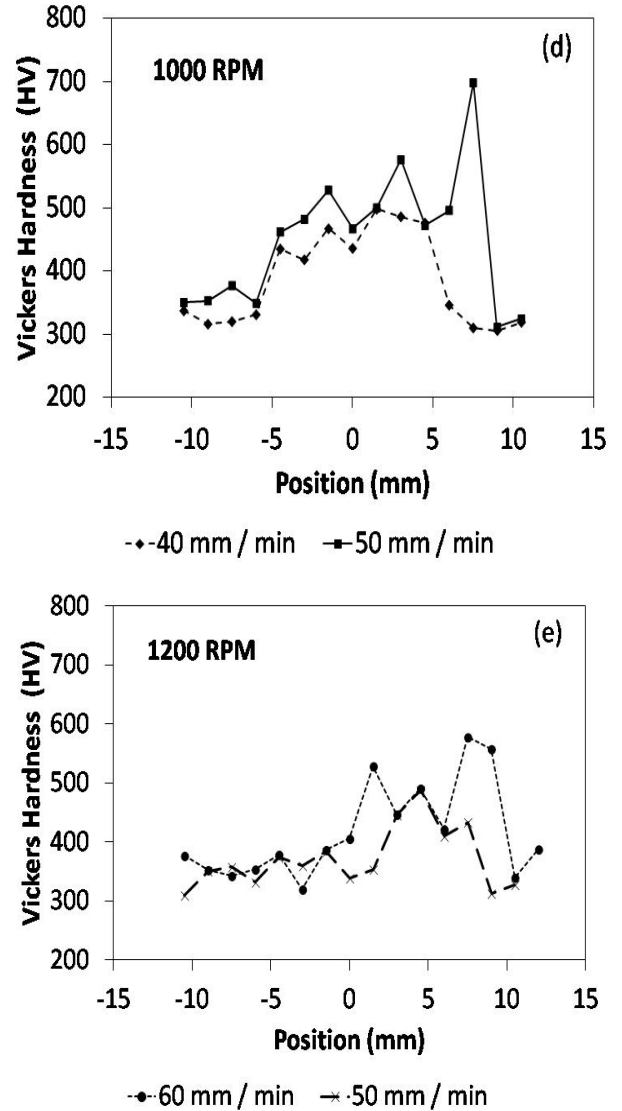 800
(d)
1000 RPM
700
600
500
400
300
200
Vickers Hardness (HV)
-15 -10 -5 0 5 10 15
Position (mm)
40 mm / min 50 mm / min
800
(e)
1200 RPM
700
600
500
400
300
200
Vickers Hardness (HV)
-15 -10 -5 0 5 10 15
Position (mm)
60 mm / min 50 mm / min